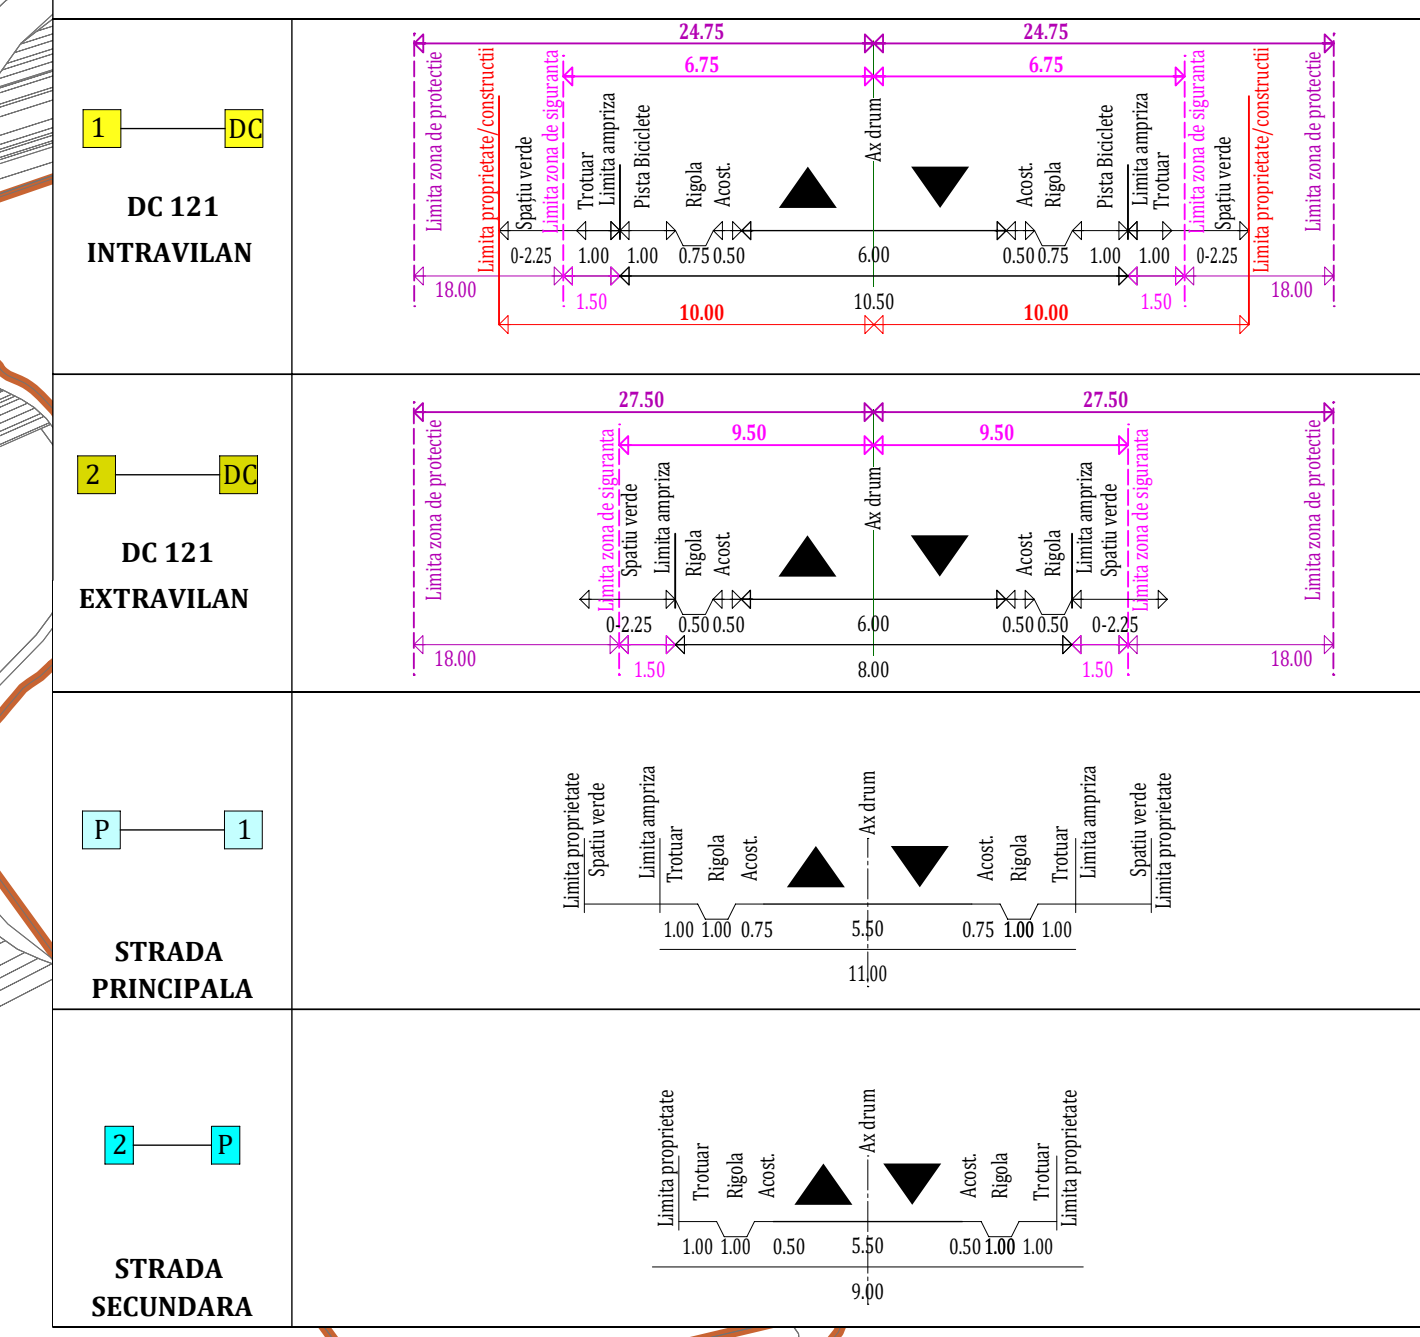 1 DC
DC 121
INTRAVILAN
24.75 24.75
6.75 6.75
Limita zona de protectie
Limita proprietate/constructii
Spațiu verde
Limita zona de siguranta
Trotuar
Limita ampriza
Pista Biciclete
Rigola
Acost.
Ax drum
Acost.
Rigola
Pista Biciclete
Limita ampriza
Trotuar
Limita zona de siguranta
Spațiu verde
Limita proprietate/constructii
Limita zona de protectie
0-2.25 1.00 1.00 0.75 0.50 6.00 0.50 0.75 1.00 1.00 0-2.25
18.00 1.50 10.50 1.50 18.00
10.00 10.00
2 DC
DC 121
EXTRAVILAN
27.50 27.50
9.50 9.50
Limita zona de protectie
Limita zona de siguranta
Spatiu verde
Limita ampriza
Rigola
Acost.
Ax drum
Acost.
Rigola
Limita ampriza
Spatiu verde
Limita zona de siguranta
Limita zona de protectie
0-2.25 0.50 0.50 6.00 0.50 0.50 0-2.25
18.00 1.50 8.00 1.50 18.00
P 1
STRADA
PRINCIPALA
Limita proprietate
Spatiu verde
Limita ampriza
Trotuar
Rigola
Acost.
Ax drum
Acost.
Rigola
Trotuar
Limita ampriza
Spatiu verde
Limita proprietate
1.00 1.00 0.75 5.50 0.75 1.00 1.00
11.00
2 P
STRADA
SECUNDARA
Limita proprietate
Trotuar
Rigola
Acost.
Ax drum
Acost.
Rigola
Trotuar
Limita proprietate
1.00 1.00 0.50 5.50 0.50 1.00 1.00
9.00